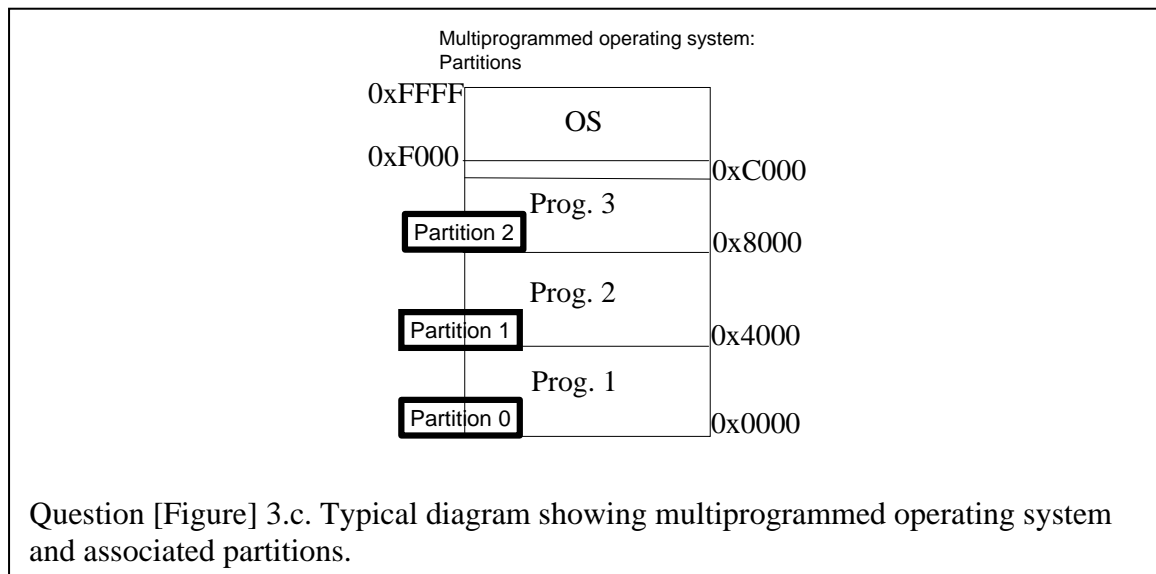 Multiprogrammed operating system:
Partitions
0xFFFF
OS
0xF000
0xC000
Prog. 3
Partition 2
0x8000
Prog. 2
Partition 1
0x4000
Prog. 1
Partition 0
0x0000
Question [Figure] 3.c. Typical diagram showing multiprogrammed operating system
and associated partitions.